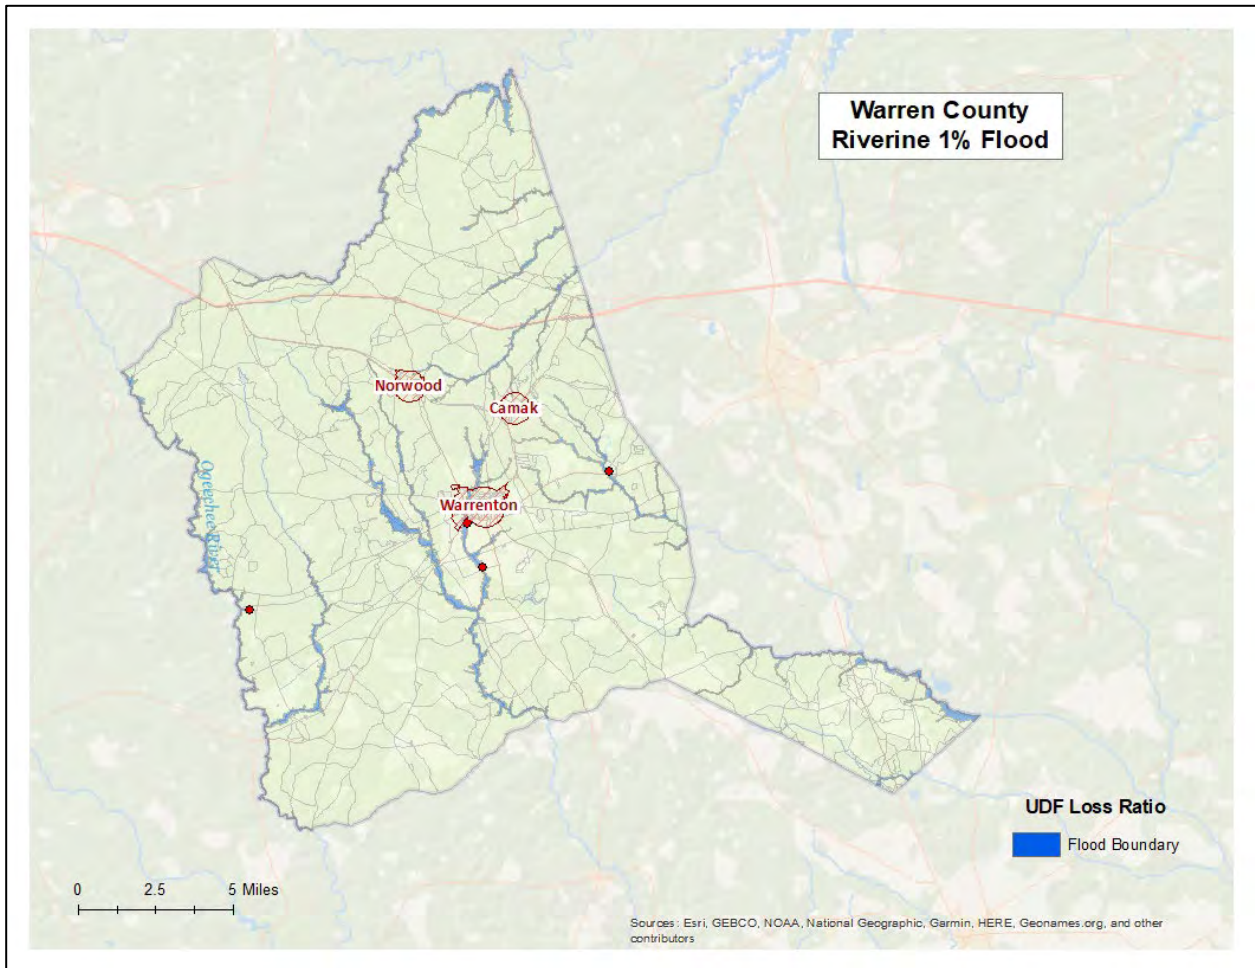 Warren County
Riverine 1% Flood
Norwood
Camak
Ogeechee River
Warrenton
UDF Loss Ratio
Flood Boundary
0 2.5 5 Miles
Sources: Esri, GEBCO, NOAA, National Geographic, Garmin, HERE, Geonames.org, and other
contributors